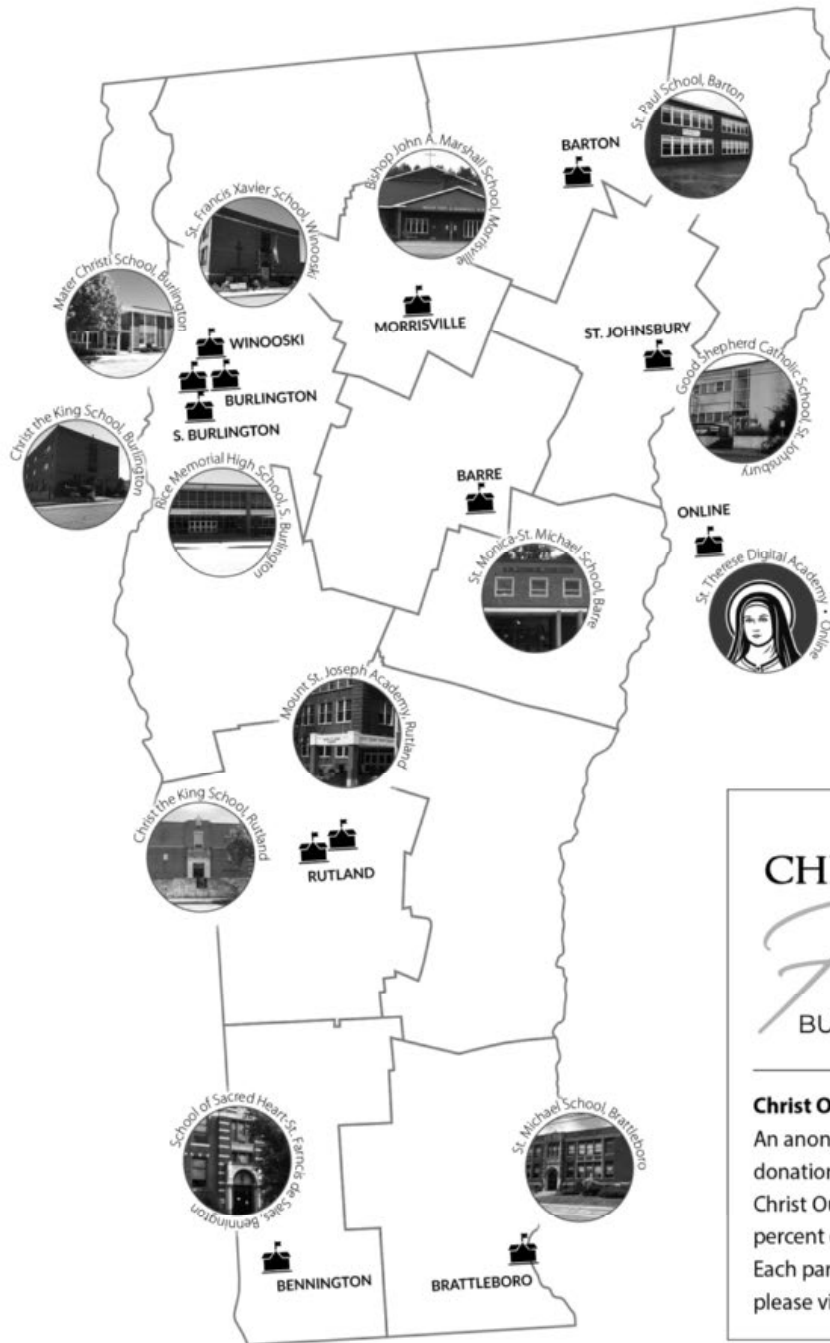 St. Paul School, Barton
BARTON
Bishop John A. Marshall School, Morrisville
St. Francis Xavier School, Winooski
Mater Christi School, Burlington
MORRISVILLE
ST. JOHNSBURY
WINOOSKI
BURLINGTON
S. BURLINGTON
Good Shepherd Catholic School, St. Johnsbury
Christ the King School, Burlington
Rice Memorial High School, S. Burlington
BARRE
ONLINE
St. Monica-St. Michael School, Barre
St. Therese Digital Academy • Online
Mount St. Joseph Academy, Rutland
Christ the King School, Rutland
RUTLAND
CH
BU
School of Sacred Heart-St. Farncis de Sales, Bennington
St. Michael School, Brattleboro
BENNINGTON
BRATTLEBORO
Christ O
An anon
donation
Christ Ou
percent
Each par
please vi